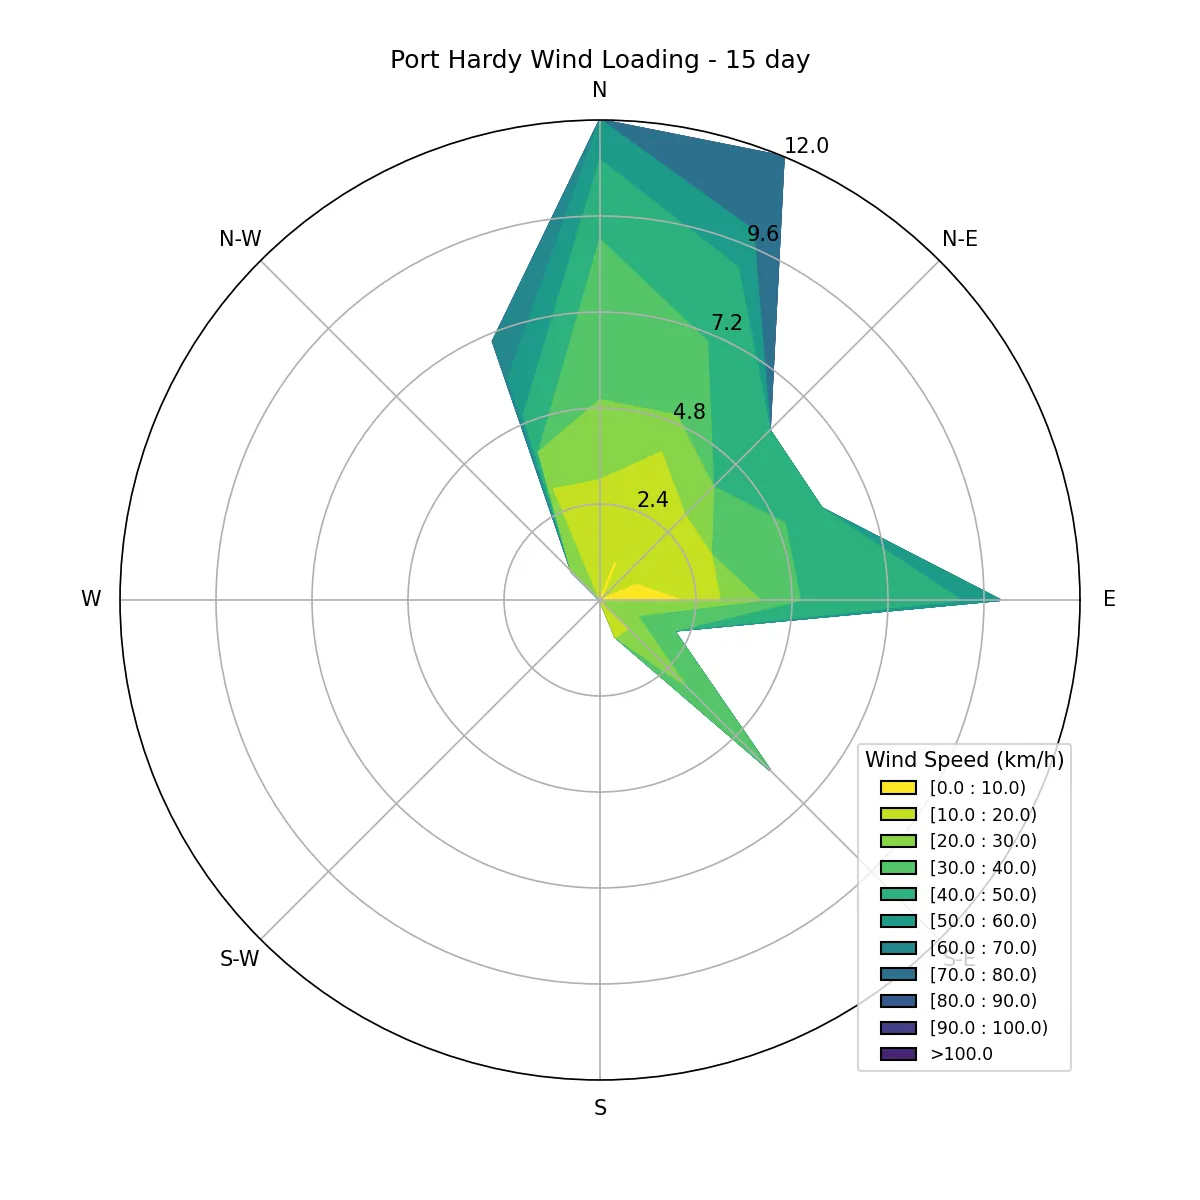 Port Hardy Wind Loading - 15 day
N
12.0
N-W
9.6
N-E
7.2
4.8
2.4
W
E
Wind Speed (km/h)
[0.0 : 10.0)
[10.0 : 20.0)
[20.0 : 30.0)
[30.0 : 40.0)
[40.0 : 50.0)
[50.0 : 60.0)
[60.0 : 70.0)
[70.0 : 80.0)
[80.0 : 90.0)
[90.0 : 100.0)
>100.0
S-W
S-E
S